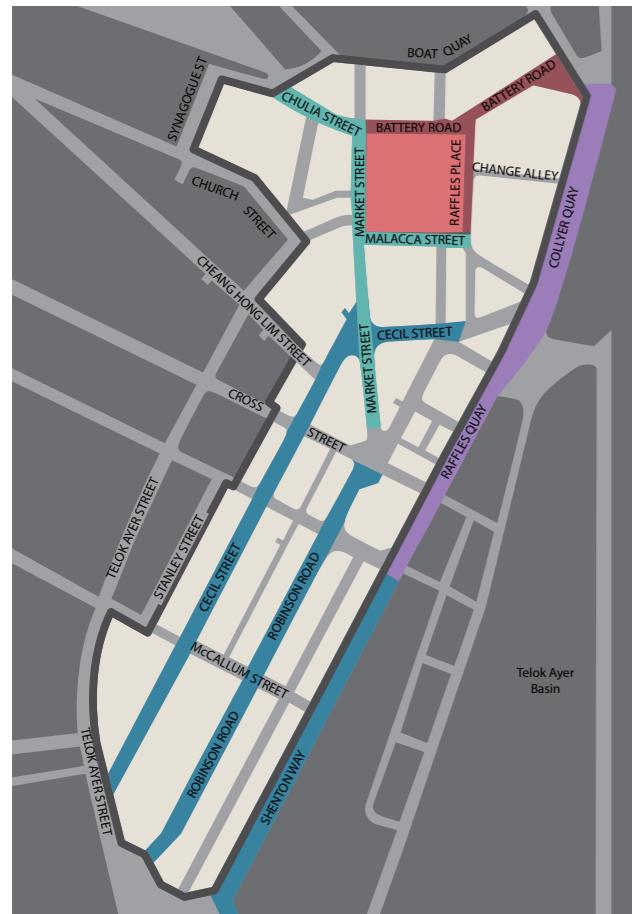 BOAT QUAY
SYNAGOGUE ST
BATTERY ROAD
CHULIA STREET
BATTERY ROAD
CHANGE ALLEY
RAFFLES PLACE
MARKET STREET
CHURCH STREET
MALACCA STREET
COLLYER QUAY
CHEANG HONG LIM STREET
CECIL STREET
MARKET STREET
CROSS STREET
RAFFLES QUAY
TELOK AYER STREET
STANLEY STREET
CECIL STREET
ROBINSON ROAD
McCALLUM STREET
Telok Ayer
Basin
ROBINSON ROAD
SHENTON WAY
TELOK AYER STREET